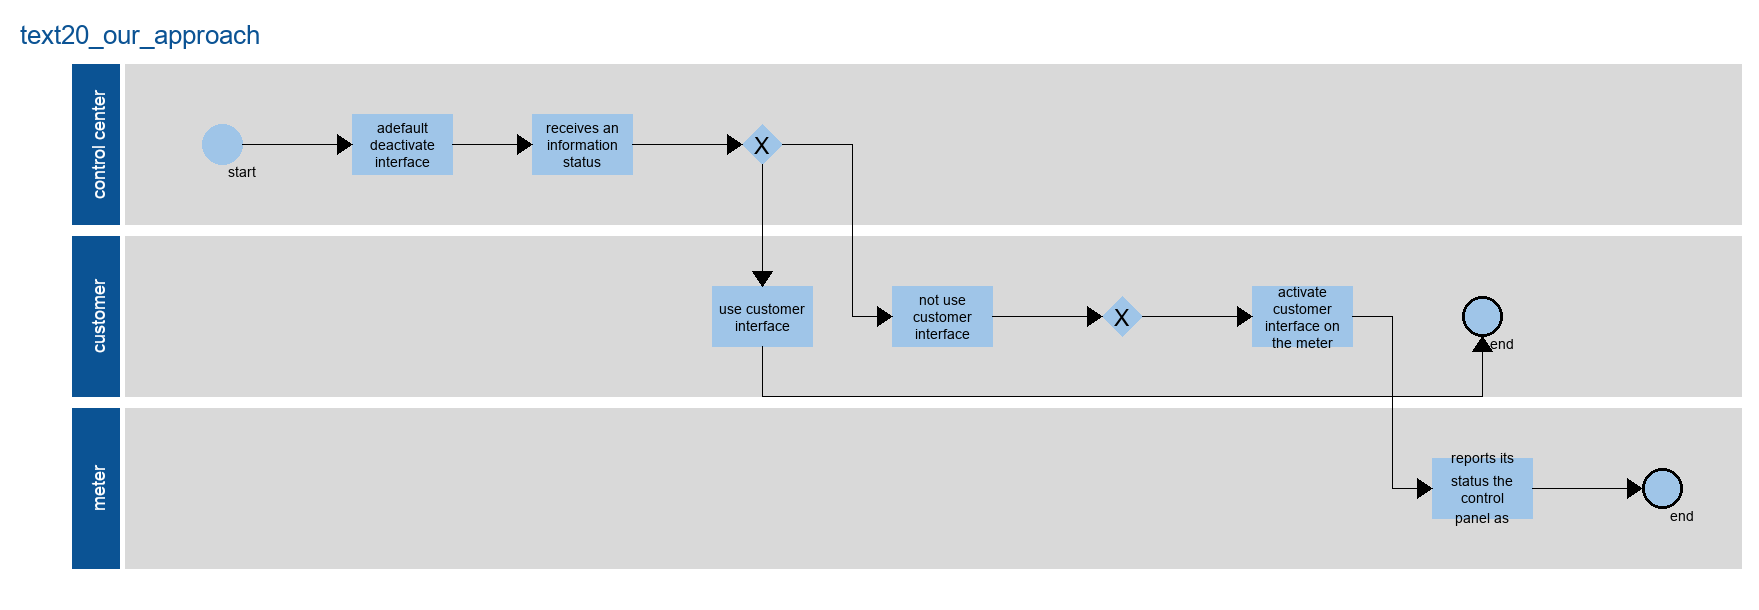 text20_our_approach
control center
start
adefault
deactivate
interface
receives an
information
status
X
customer
use customer
interface
not use
customer
interface
X
activate
customer
interface on
the meter
end
meter
reports its
status the
control
panel as
end